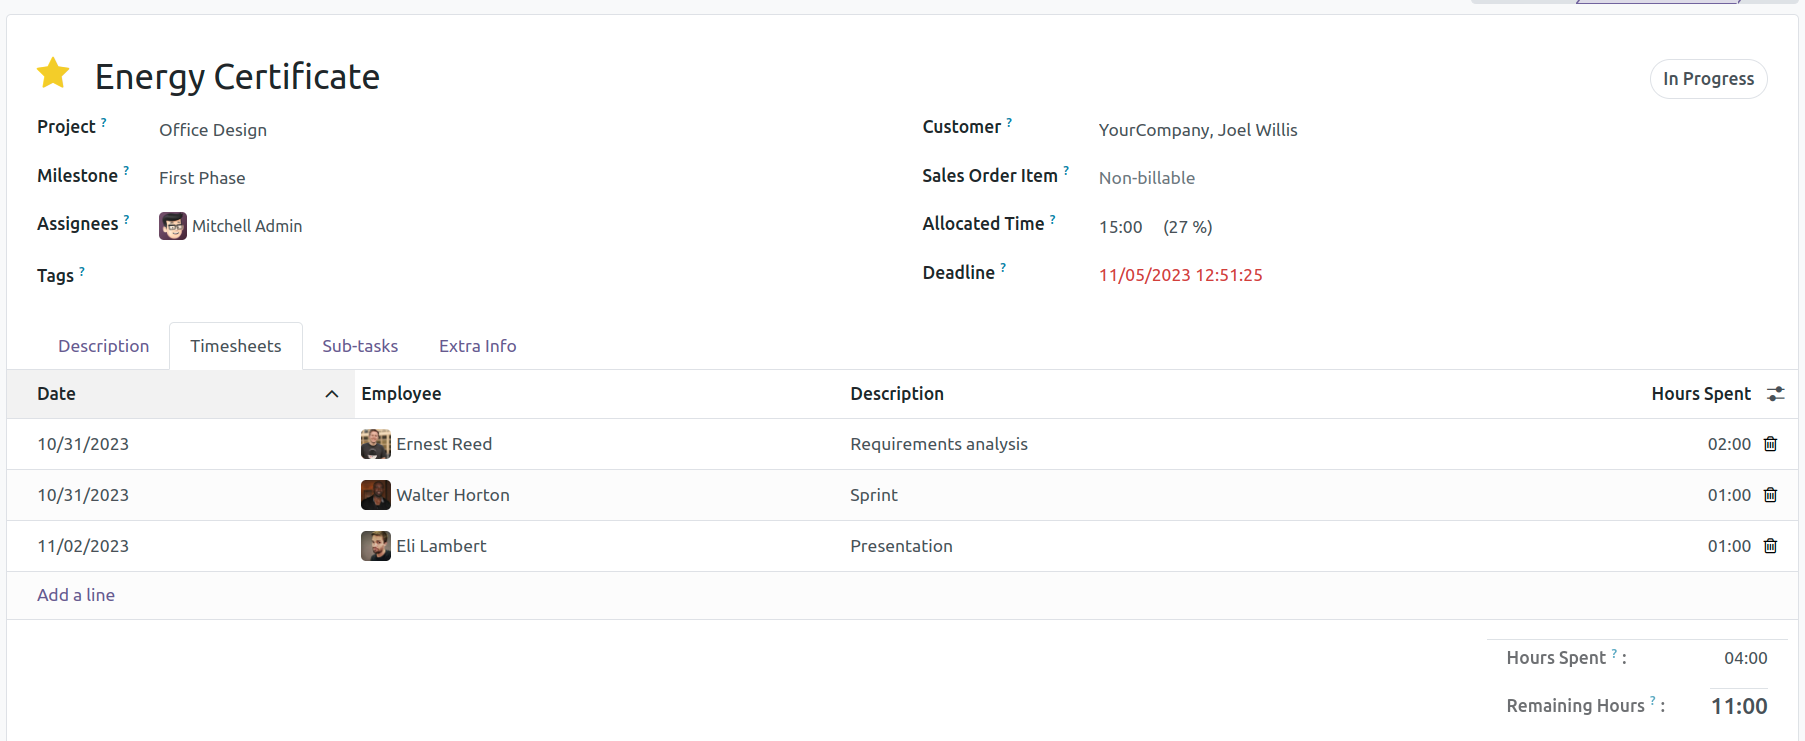 Energy Certificate
In Progress
Project ? Office Design
Customer ? YourCompany, Joel Willis
Milestone ? First Phase
Sales Order Item ? Non-billable
Assignees ? Mitchell Admin
Allocated Time ? 15:00 (27 %)
Tags ?
Deadline ? 11/05/2023 12:51:25
Description Timesheets Sub-tasks Extra Info
Date Employee Description Hours Spent
10/31/2023 Ernest Reed Requirements analysis 02:00
10/31/2023 Walter Horton Sprint 01:00
11/02/2023 Eli Lambert Presentation 01:00
Add a line
Hours Spent ? : 04:00
Remaining Hours ? : 11:00